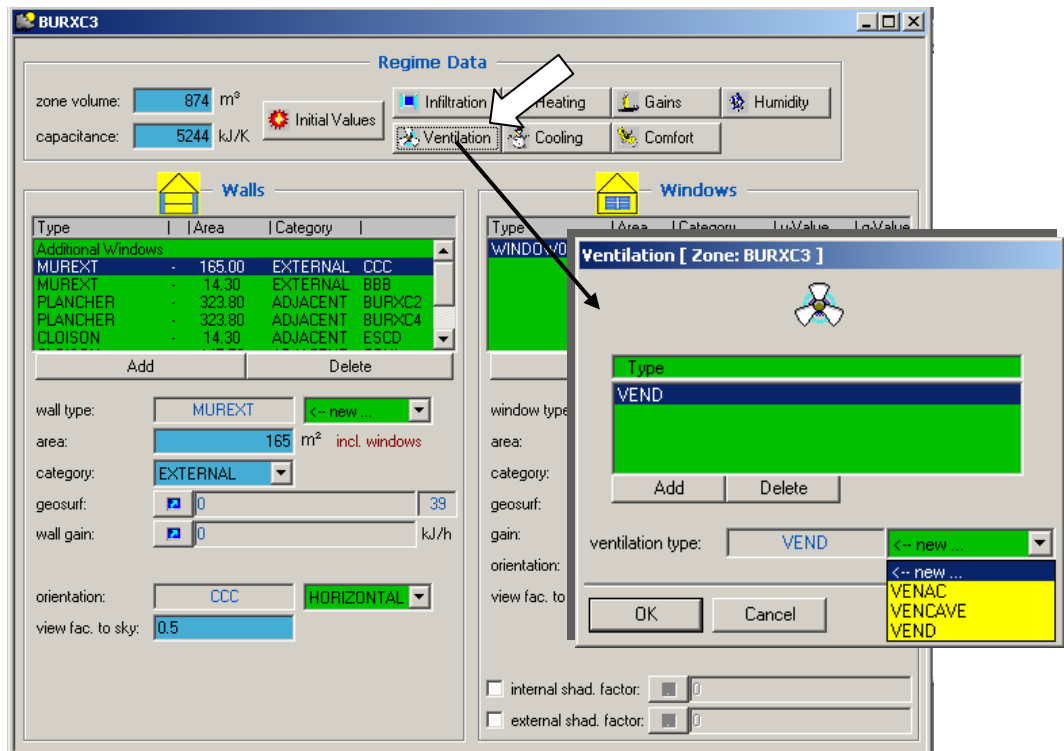 BURXC3
Regime Data
zone volume: 874 m³
capacitance: 5244 kJ/K
Initial Values
Infiltration Heating Gains Humidity
Ventilation Cooling Comfort
Walls
Type | | Area | Category |
Additional Windows
MUREXT - 165.00 EXTERNAL CCC
MUREXT - 14.30 EXTERNAL BBB
PLANCHER - 323.80 ADJACENT BURXC2
PLANCHER - 323.80 ADJACENT BURXC4
CLOISON - 14.30 ADJACENT ESCD
Add Delete
wall type: MUREXT <-- new ...
area: 165 m² incl. windows
category: EXTERNAL
geosurf: 0 39
wall gain: 0 kJ/h
orientation: CCC HORIZONTAL
view fac. to sky: 0.5
Windows
Type | Area | Category | u-Value | g-Value
WINDOW0
window type
area:
category:
geosurf:
gain:
orientation:
view fac. to
internal shad. factor: 0
external shad. factor: 0
Ventilation [ Zone: BURXC3 ]
Type
VEND
Add Delete
ventilation type: VEND <-- new ...
<-- new ...
VENAC
VENCAVE
VEND
OK Cancel